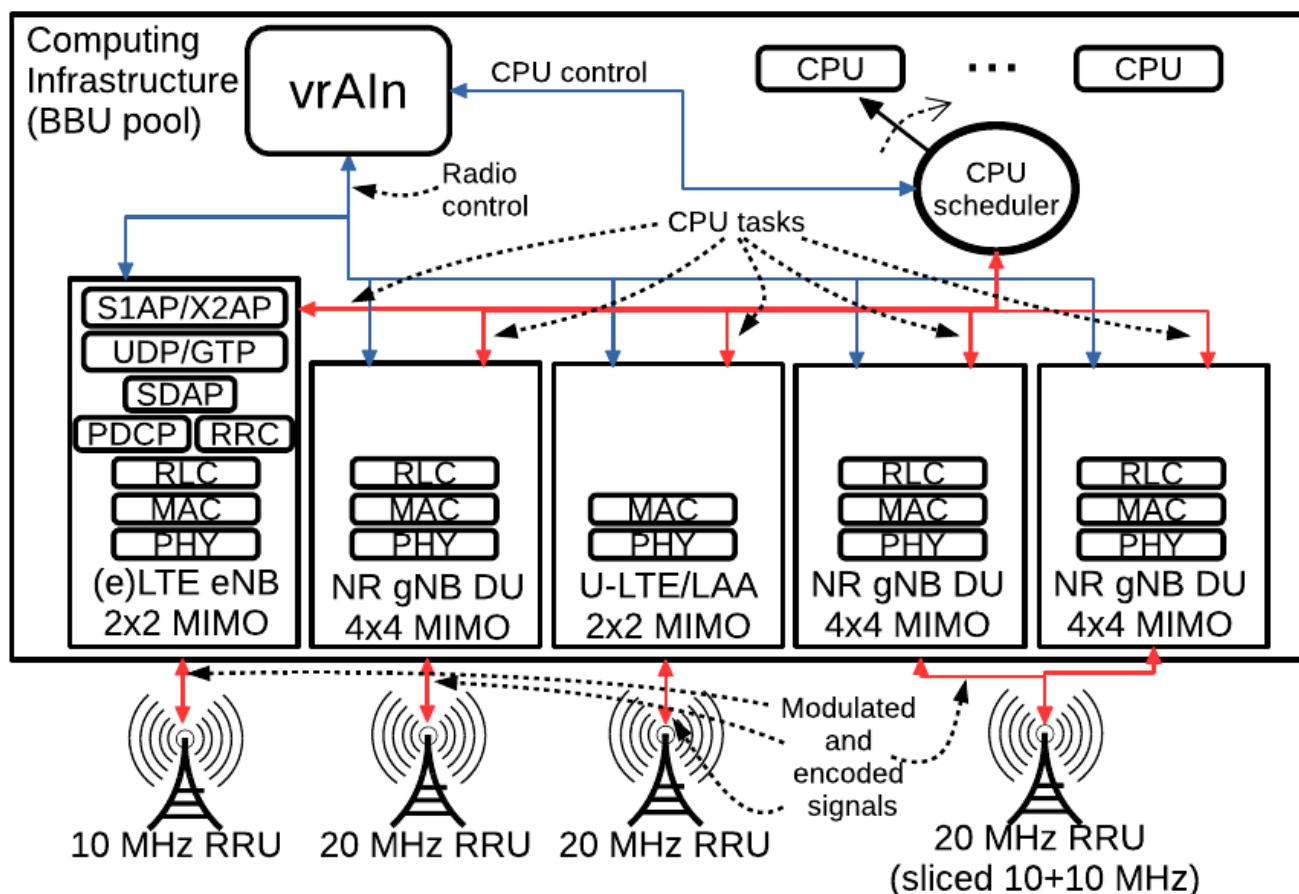 Computing
Infrastructure
(BBU pool)
vrAIn
CPU control
CPU
...
CPU
Radio
control
CPU
scheduler
CPU tasks
S1AP/X2AP
UDP/GTP
SDAP
PDCP
RRC
RLC
MAC
PHY
(e)LTE eNB
2x2 MIMO
RLC
MAC
PHY
NR gNB DU
4x4 MIMO
MAC
PHY
U-LTE/LAA
2x2 MIMO
RLC
MAC
PHY
NR gNB DU
4x4 MIMO
RLC
MAC
PHY
NR gNB DU
4x4 MIMO
Modulated
and
encoded
signals
10 MHz RRU
20 MHz RRU
20 MHz RRU
20 MHz RRU
(sliced 10+10 MHz)